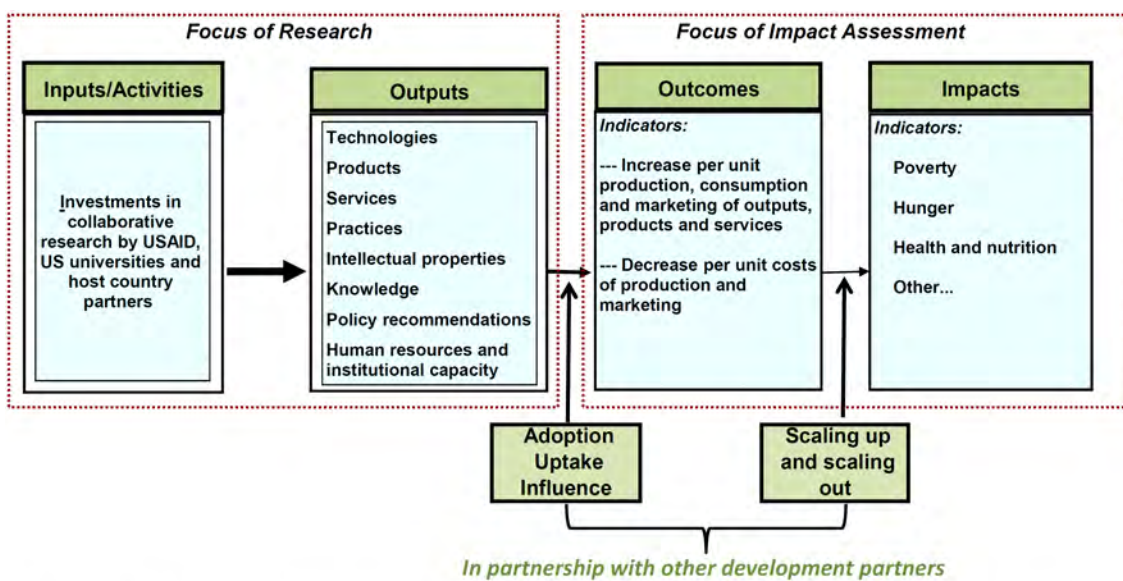 Focus of Research
Focus of Impact Assessment
Inputs/Activities
Investments in
collaborative
research by USAID,
US universities and
host country
partners
Outputs
Technologies
Products
Services
Practices
Intellectual properties
Knowledge
Policy recommendations
Human resources and
institutional capacity
Outcomes
Indicators:
--- Increase per unit
production, consumption
and marketing of outputs,
products and services
--- Decrease per unit costs
of production and
marketing
Impacts
Indicators:
Poverty
Hunger
Health and nutrition
Other...
Adoption
Uptake
Influence
Scaling up
and scaling
out
In partnership with other development partners